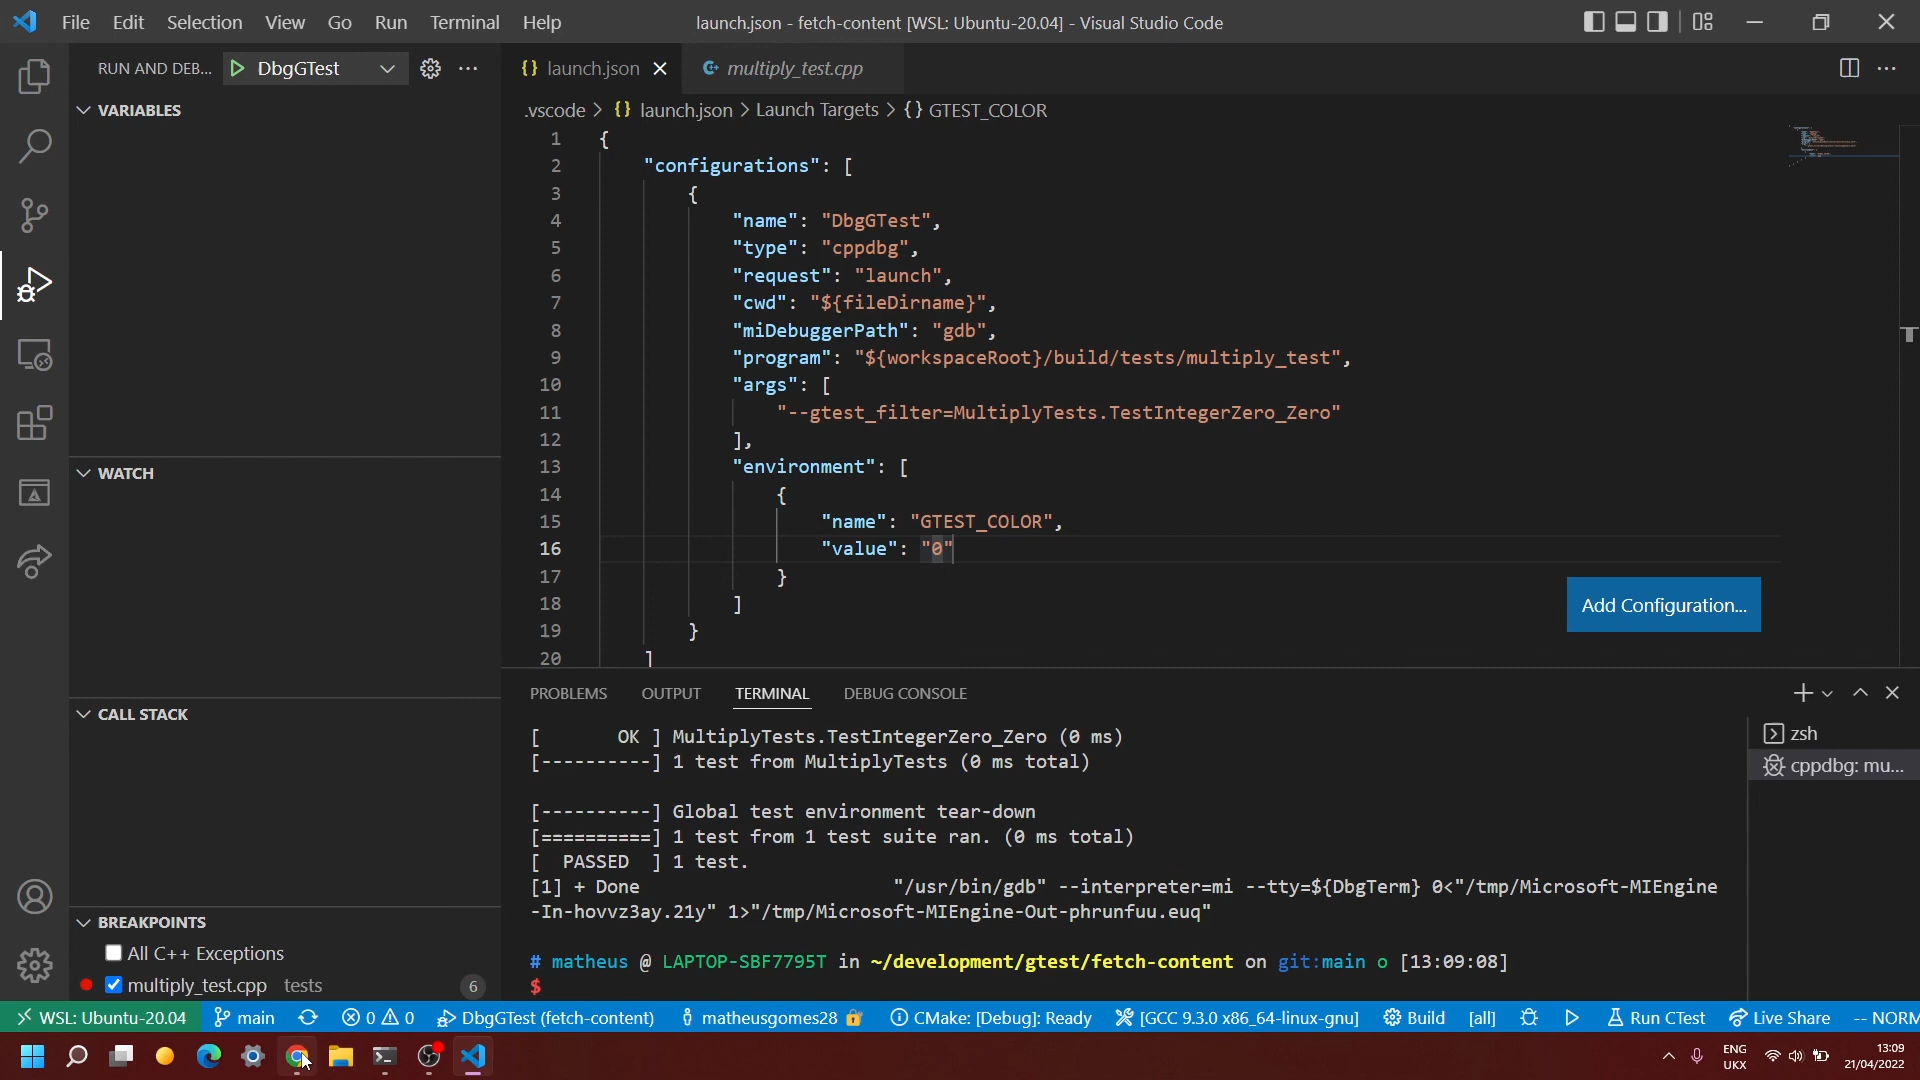 File Edit Selection View Go Run Terminal Help
launch.json - fetch-content [WSL: Ubuntu-20.04] - Visual Studio Code
RUN AND DEB... DbgGTest
launch.json multiply_test.cpp
VARIABLES
.vscode > {} launch.json > Launch Targets > {} GTEST_COLOR
1 {
2 "configurations": [
3 {
4 "name": "DbgGTest",
5 "type": "cppdbg",
6 "request": "launch",
7 "cwd": "${fileDirname}",
8 "miDebuggerPath": "gdb",
9 "program": "${workspaceRoot}/build/tests/multiply_test",
10 "args": [
11 "--gtest_filter=MultiplyTests.TestIntegerZero_Zero"
12 ],
13 "environment": [
14 {
15 "name": "GTEST_COLOR",
16 "value": "0"
17 }
18 ]
19 }
20 ]
Add Configuration...
WATCH
CALL STACK
BREAKPOINTS
All C++ Exceptions
multiply_test.cpp tests 6
PROBLEMS OUTPUT TERMINAL DEBUG CONSOLE
[       OK ] MultiplyTests.TestIntegerZero_Zero (0 ms)
[----------] 1 test from MultiplyTests (0 ms total)
[----------] Global test environment tear-down
[==========] 1 test from 1 test suite ran. (0 ms total)
[  PASSED  ] 1 test.
[1] + Done                       "/usr/bin/gdb" --interpreter=mi --tty=${DbgTerm} 0<"/tmp/Microsoft-MIEngine
-In-hovvz3ay.21y" 1>"/tmp/Microsoft-MIEngine-Out-phrunfuu.euq"
# matheus @ LAPTOP-SBF7795T in ~/development/gtest/fetch-content on git:main o [13:09:08]
$
zsh
cppdbg: mu...
WSL: Ubuntu-20.04 main 0 0 DbgGTest (fetch-content) matheusgomes28 CMake: [Debug]: Ready [GCC 9.3.0 x86_64-linux-gnu] Build [all] Run CTest Live Share -- NORM
ENG
UKX
13:09
21/04/2022